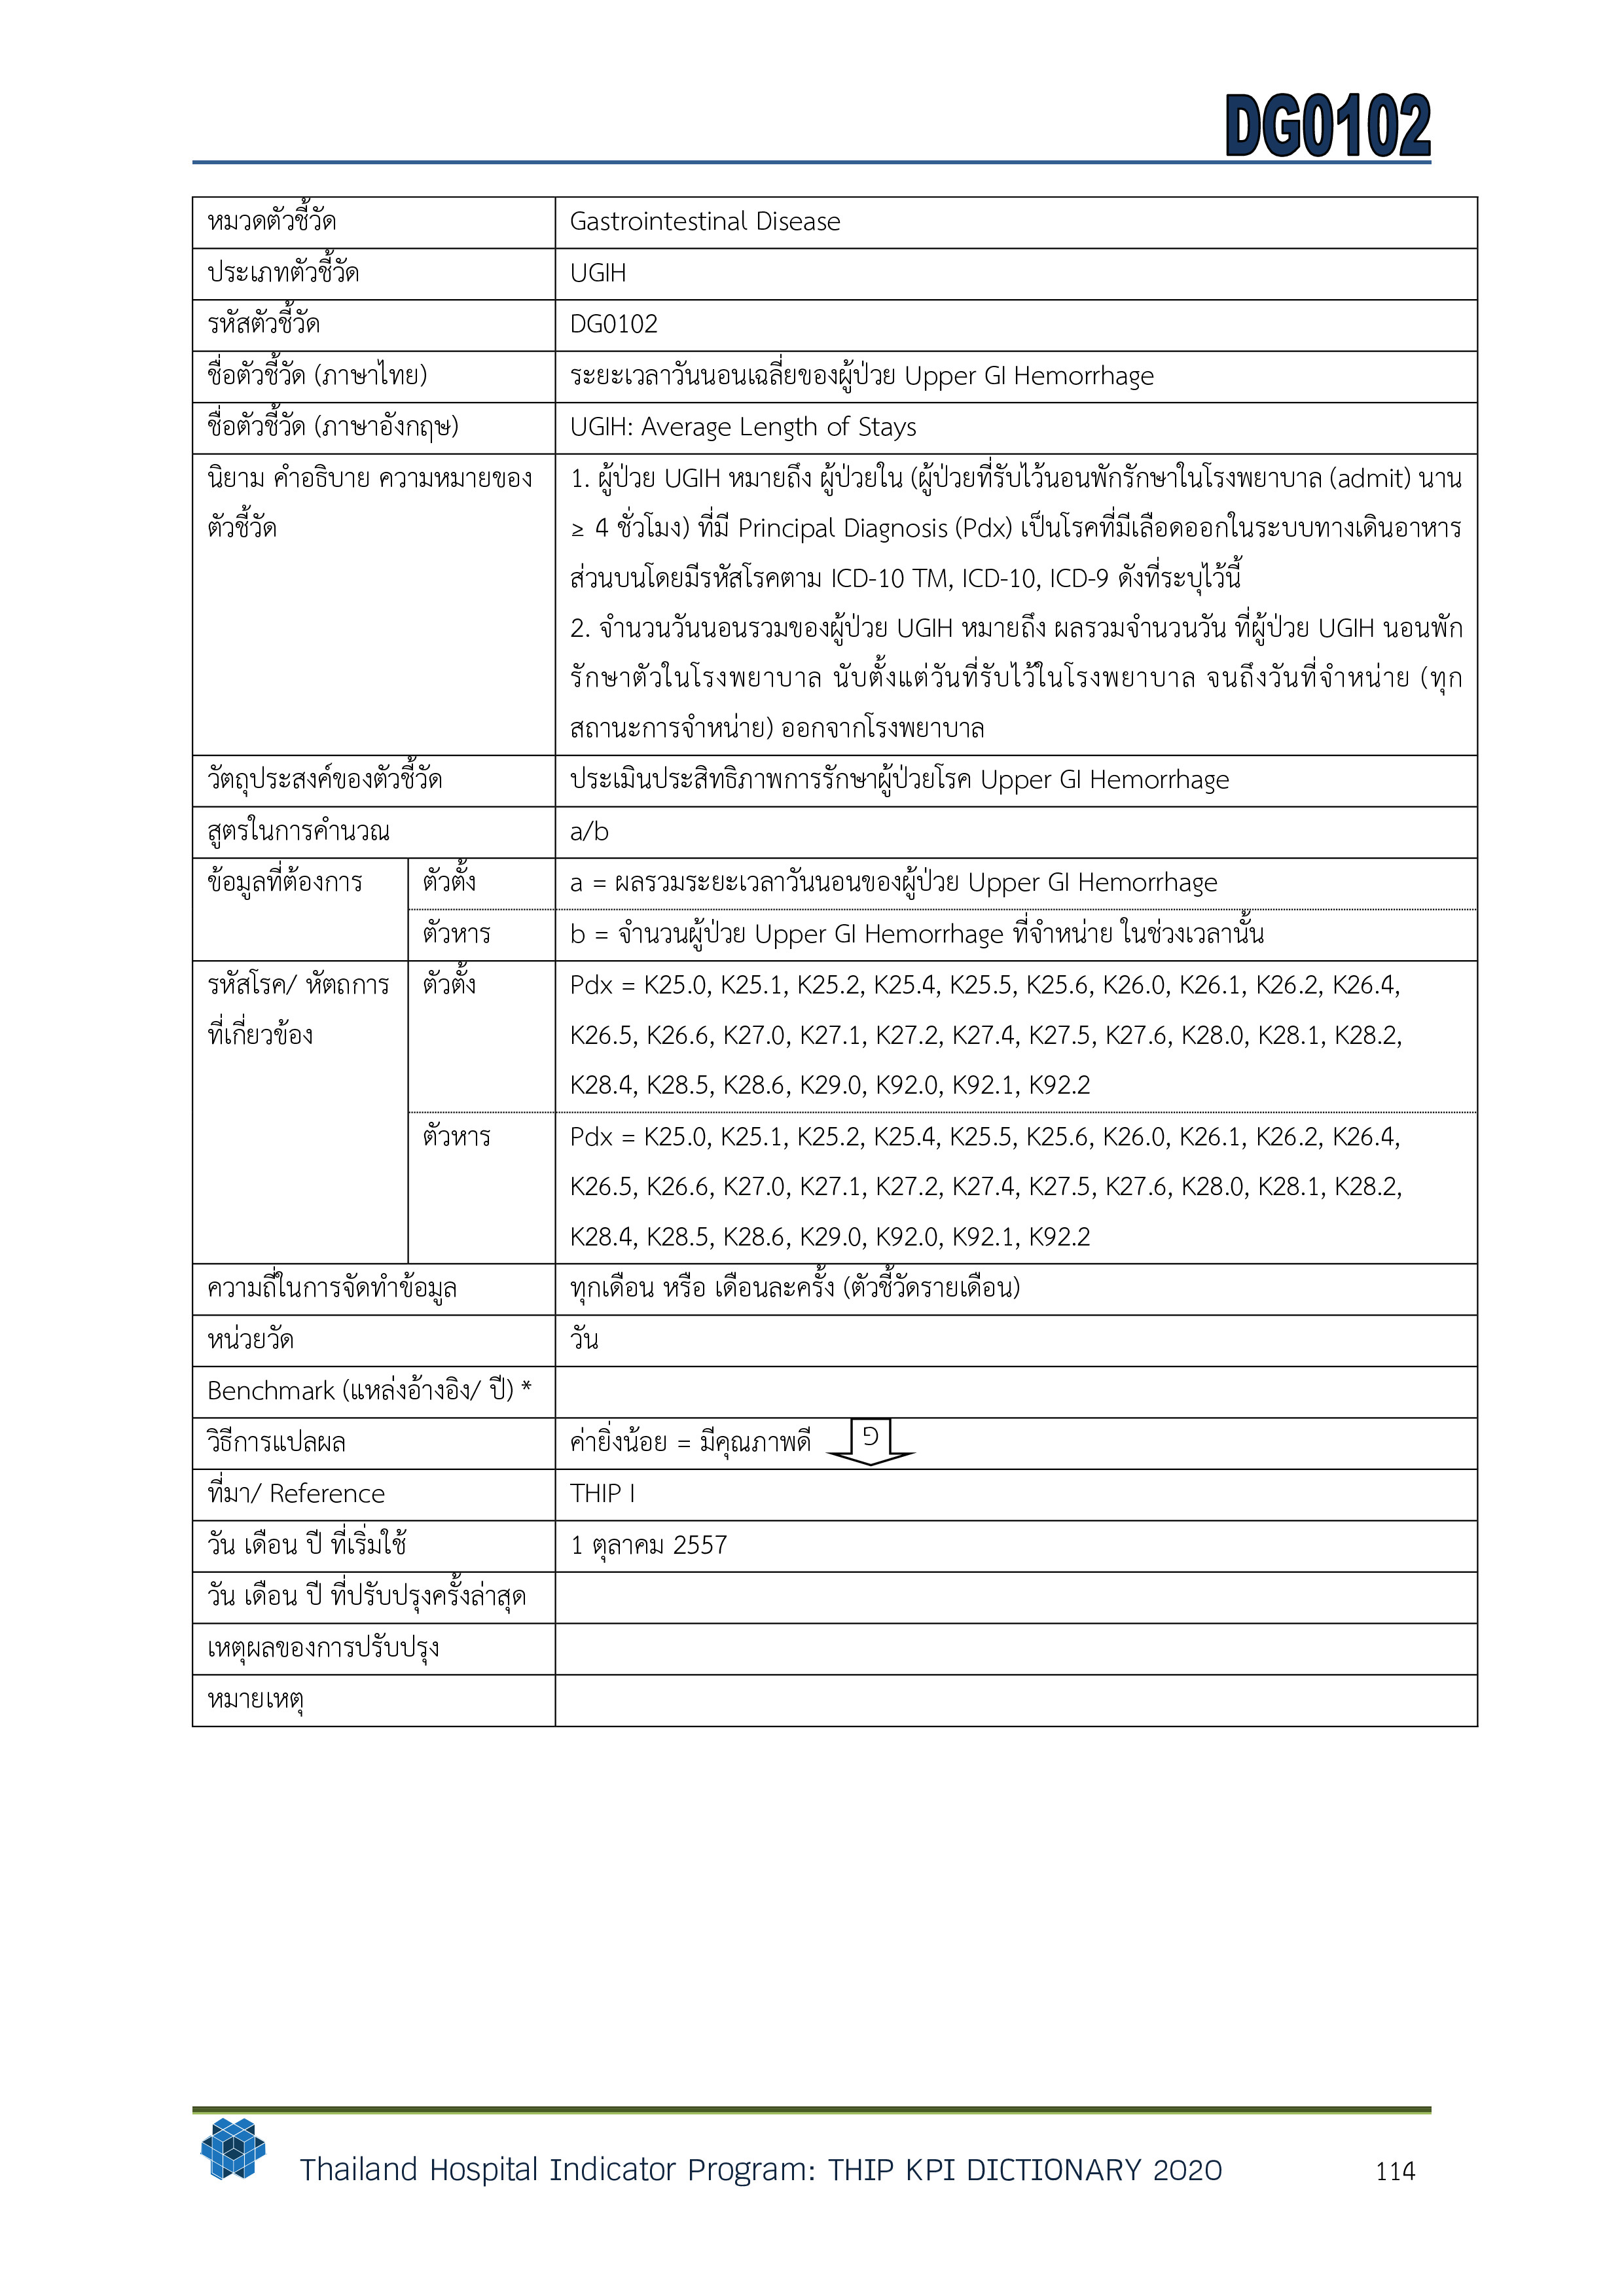 DG0102
หมวดตัวชี้วัด Gastrointestinal Disease
ประเภทตัวชี้วัด UGIH
รหัสตัวชี้วัด DG0102
ชื่อตัวชี้วัด (ภาษาไทย) ระยะเวลาวันนอนเฉลี่ยของผู้ป่วย Upper GI Hemorrhage
ชื่อตัวชี้วัด (ภาษาอังกฤษ) UGIH: Average Length of Stays
นิยาม คำอธิบาย ความหมายของ 1. ผู้ป่วย UGIH หมายถึง ผู้ป่วยใน (ผู้ป่วยที่รับไว้นอนพักรักษาในโรงพยาบาล (admit) นาน
ตัวชี้วัด ≥ 4 ชั่วโมง) ที่มี Principal Diagnosis (Pdx) เป็นโรคที่มีเลือดออกในระบบทางเดินอาหาร
ส่วนบนโดยมีรหัสโรคตาม ICD-10 TM, ICD-10, ICD-9 ดังที่ระบุไว้นี้
2. จำนวนวันนอนรวมของผู้ป่วย UGIH หมายถึง ผลรวมจำนวนวัน ที่ผู้ป่วย UGIH นอนพัก
รักษาตัวในโรงพยาบาล นับตั้งแต่วันที่รับไว้ในโรงพยาบาล จนถึงวันที่จำหน่าย (ทุก
สถานะการจำหน่าย) ออกจากโรงพยาบาล
วัตถุประสงค์ของตัวชี้วัด ประเมินประสิทธิภาพการรักษาผู้ป่วยโรค Upper GI Hemorrhage
สูตรในการคำนวณ a/b
ข้อมูลที่ต้องการ ตัวตั้ง a = ผลรวมระยะเวลาวันนอนของผู้ป่วย Upper GI Hemorrhage
ตัวหาร b = จำนวนผู้ป่วย Upper GI Hemorrhage ที่จำหน่าย ในช่วงเวลานั้น
รหัสโรค/ หัตถการ ตัวตั้ง Pdx = K25.0, K25.1, K25.2, K25.4, K25.5, K25.6, K26.0, K26.1, K26.2, K26.4,
ที่เกี่ยวข้อง K26.5, K26.6, K27.0, K27.1, K27.2, K27.4, K27.5, K27.6, K28.0, K28.1, K28.2,
K28.4, K28.5, K28.6, K29.0, K92.0, K92.1, K92.2
ตัวหาร Pdx = K25.0, K25.1, K25.2, K25.4, K25.5, K25.6, K26.0, K26.1, K26.2, K26.4,
K26.5, K26.6, K27.0, K27.1, K27.2, K27.4, K27.5, K27.6, K28.0, K28.1, K28.2,
K28.4, K28.5, K28.6, K29.0, K92.0, K92.1, K92.2
ความถี่ในการจัดทำข้อมูล ทุกเดือน หรือ เดือนละครั้ง (ตัวชี้วัดรายเดือน)
หน่วยวัด วัน
Benchmark (แหล่งอ้างอิง/ ปี) *
วิธีการแปลผล ค่ายิ่งน้อย = มีคุณภาพดี
ที่มา/ Reference THIP I
วัน เดือน ปี ที่เริ่มใช้ 1 ตุลาคม 2557
วัน เดือน ปี ที่ปรับปรุงครั้งล่าสุด
เหตุผลของการปรับปรุง
หมายเหตุ
Thailand Hospital Indicator Program: THIP KPI DICTIONARY 2020 114